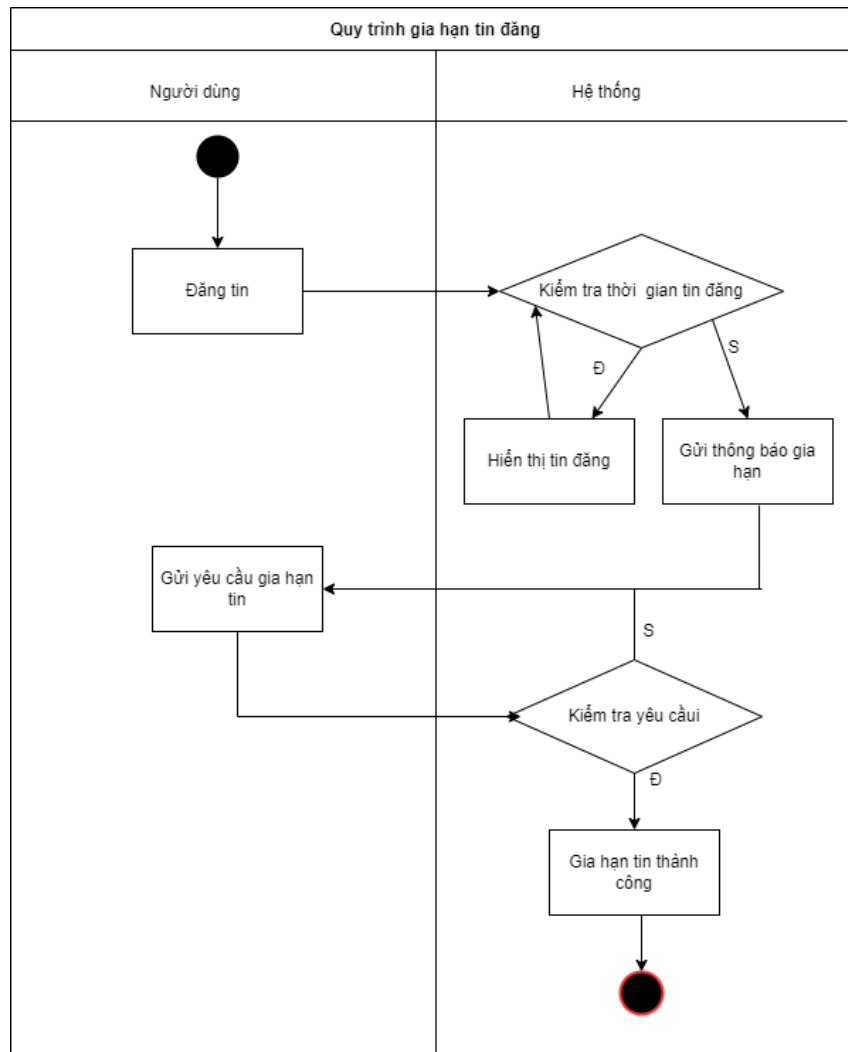 Quy trình gia hạn tin đăng
Người dùng
Hệ thống
Đăng tin
Kiểm tra thời gian tin đăng
S
Đ
Hiển thị tin đăng
Gửi thông báo gia
hạn
Gửi yêu cầu gia hạn
tin
S
Kiểm tra yêu cầui
Đ
Gia hạn tin thành
công